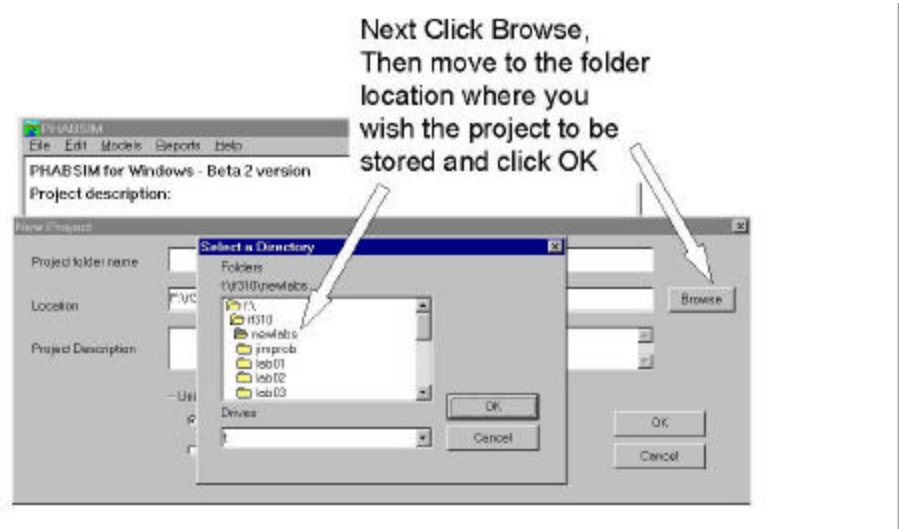 Next Click Browse,
Then move to the folder
location where you
wish the project to be
stored and click OK
PHABSIM
File Edit Models Reports Help
PHABSIM for Windows - Beta 2 version
Project description:
New Project
Select a Directory
Project folder name
Folders
Location
Browse
newlabs
Project Description
jimprob
lab01
lab02
lab03
Drives
OK
Cancel
OK
Cancel